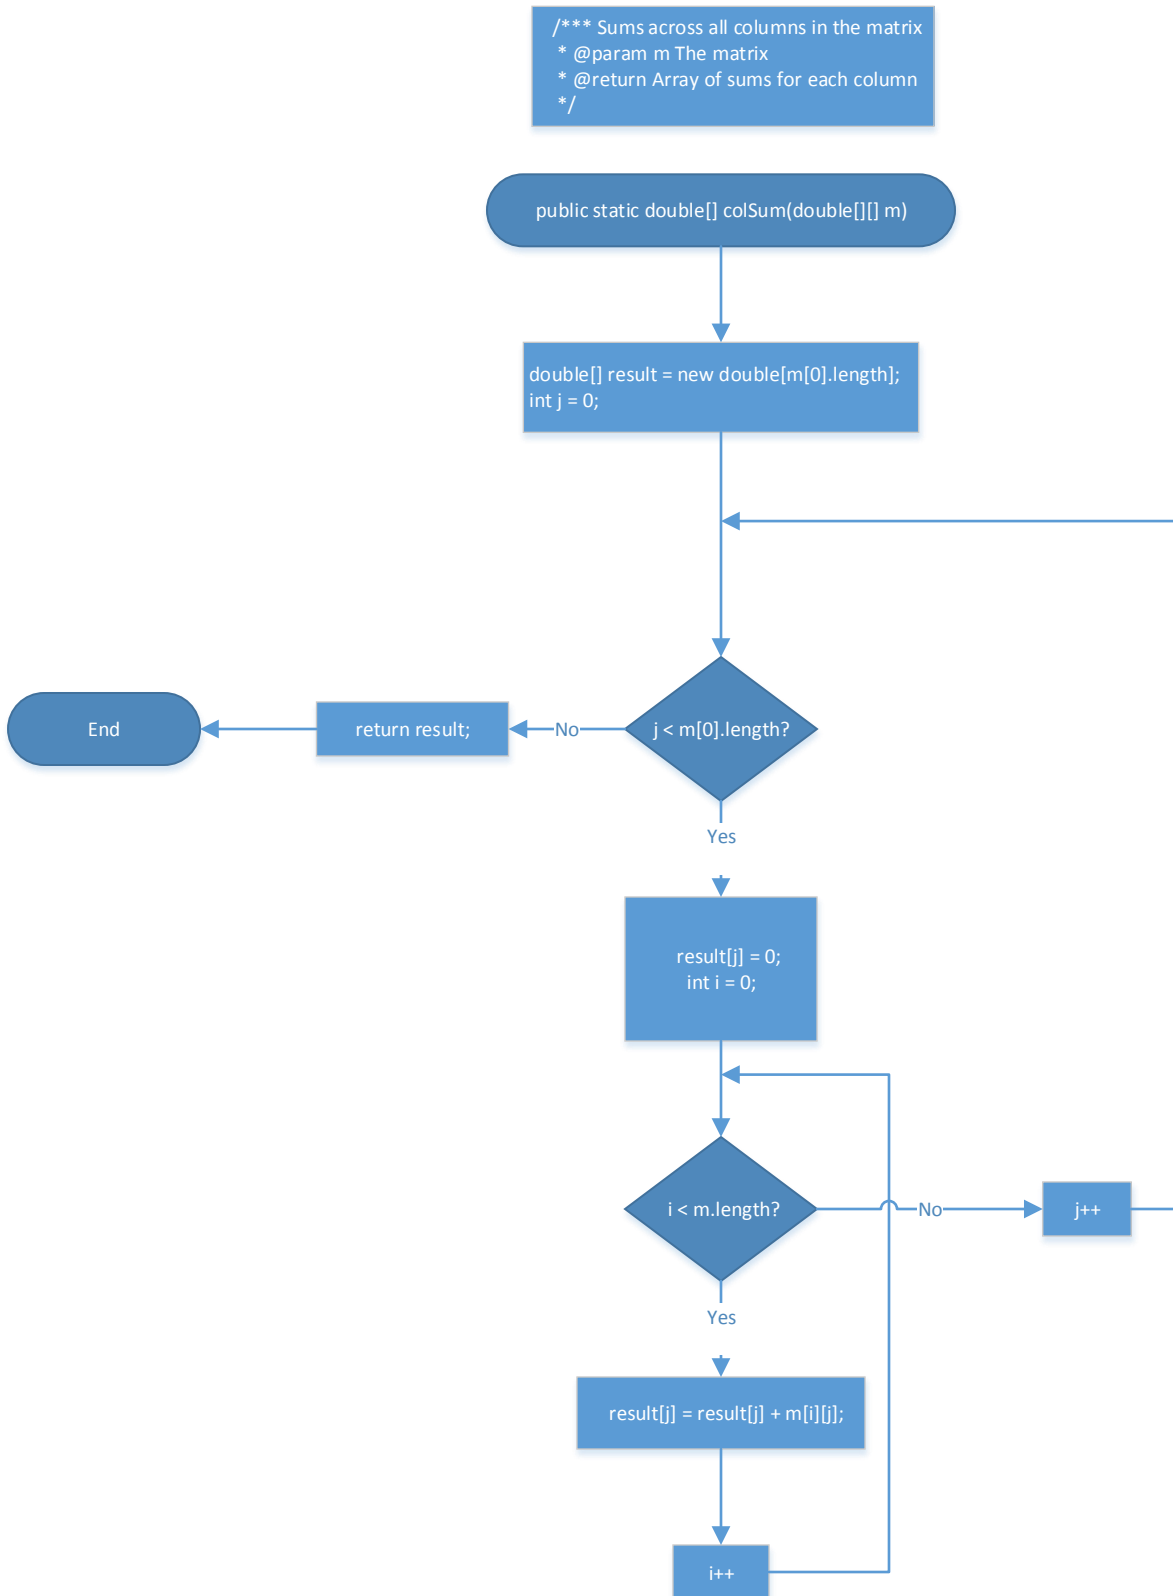 /*** Sums across all columns in the matrix
* @param m The matrix
* @return Array of sums for each column
*/
public static double[] colSum(double[][] m)
double[] result = new double[m[0].length];
int j = 0;
j < m[0].length?
No
return result;
End
Yes
result[j] = 0;
int i = 0;
i < m.length?
No
j++
Yes
result[j] = result[j] + m[i][j];
i++